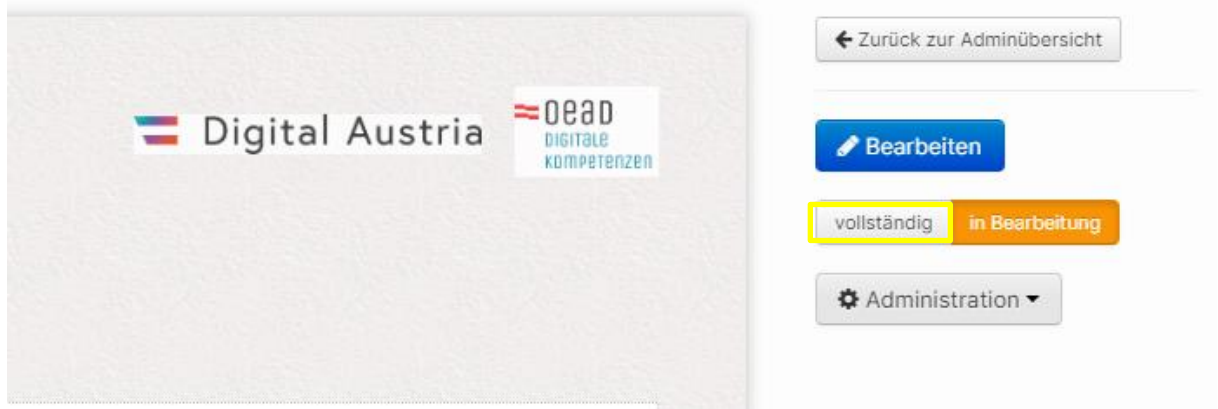 Zurück zur Adminübersicht
Digital Austria
OeaD
DIGITALE
KOMPETENZEN
Bearbeiten
vollständig in Bearbeitung
Administration